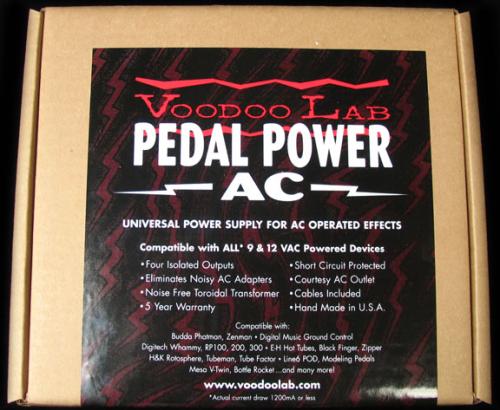 VOODOO LAB
PEDAL POWER
AC
UNIVERSAL POWER SUPPLY FOR AC OPERATED EFFECTS
Compatible with ALL* 9 & 12 VAC Powered Devices
• Four Isolated Outputs
• Eliminates Noisy AC Adapters
• Noise Free Toroidal Transformer
• 5 Year Warranty
• Short Circuit Protected
• Courtesy AC Outlet
• Cables Included
• Hand Made in U.S.A.
Compatible with:
Budda Phatman, Zenman • Digital Music Ground Control
Digitech Whammy, RP100, 200, 300 • E-H Hot Tubes, Black Finger, Zipper
H&K Rotosphere, Tubeman, Tube Factor • Line6 POD, Modeling Pedals
Mesa V-Twin, Bottle Rocket ...and many more!
www.voodoolab.com
*Actual current draw 1200mA or less